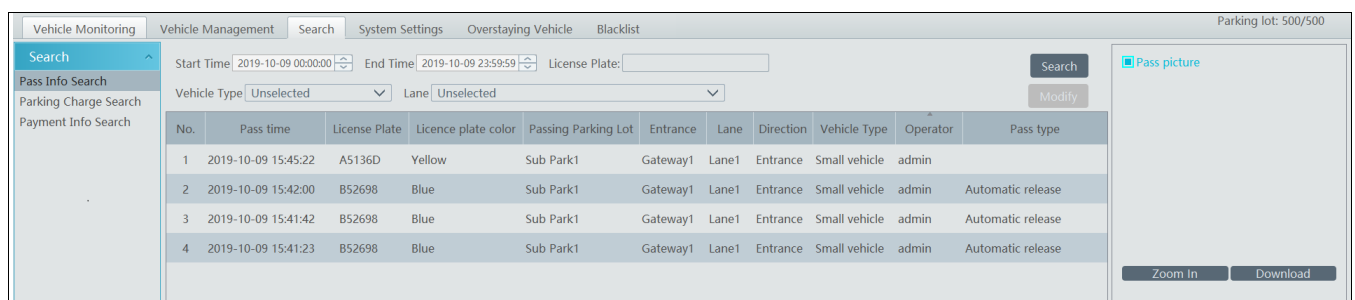 Vehicle Monitoring Vehicle Management Search System Settings Overstaying Vehicle Blacklist Parking lot: 500/500
Search
Pass Info Search
Parking Charge Search
Payment Info Search
Start Time 2019-10-09 00:00:00 End Time 2019-10-09 23:59:59 License Plate: Search
Vehicle Type Unselected Lane Unselected Modify
No. Pass time License Plate Licence plate color Passing Parking Lot Entrance Lane Direction Vehicle Type Operator Pass type
1 2019-10-09 15:45:22 A5136D Yellow Sub Park1 Gateway1 Lane1 Entrance Small vehicle admin
2 2019-10-09 15:42:00 B52698 Blue Sub Park1 Gateway1 Lane1 Entrance Small vehicle admin Automatic release
3 2019-10-09 15:41:42 B52698 Blue Sub Park1 Gateway1 Lane1 Entrance Small vehicle admin Automatic release
4 2019-10-09 15:41:23 B52698 Blue Sub Park1 Gateway1 Lane1 Entrance Small vehicle admin Automatic release
Pass picture
Zoom In Download